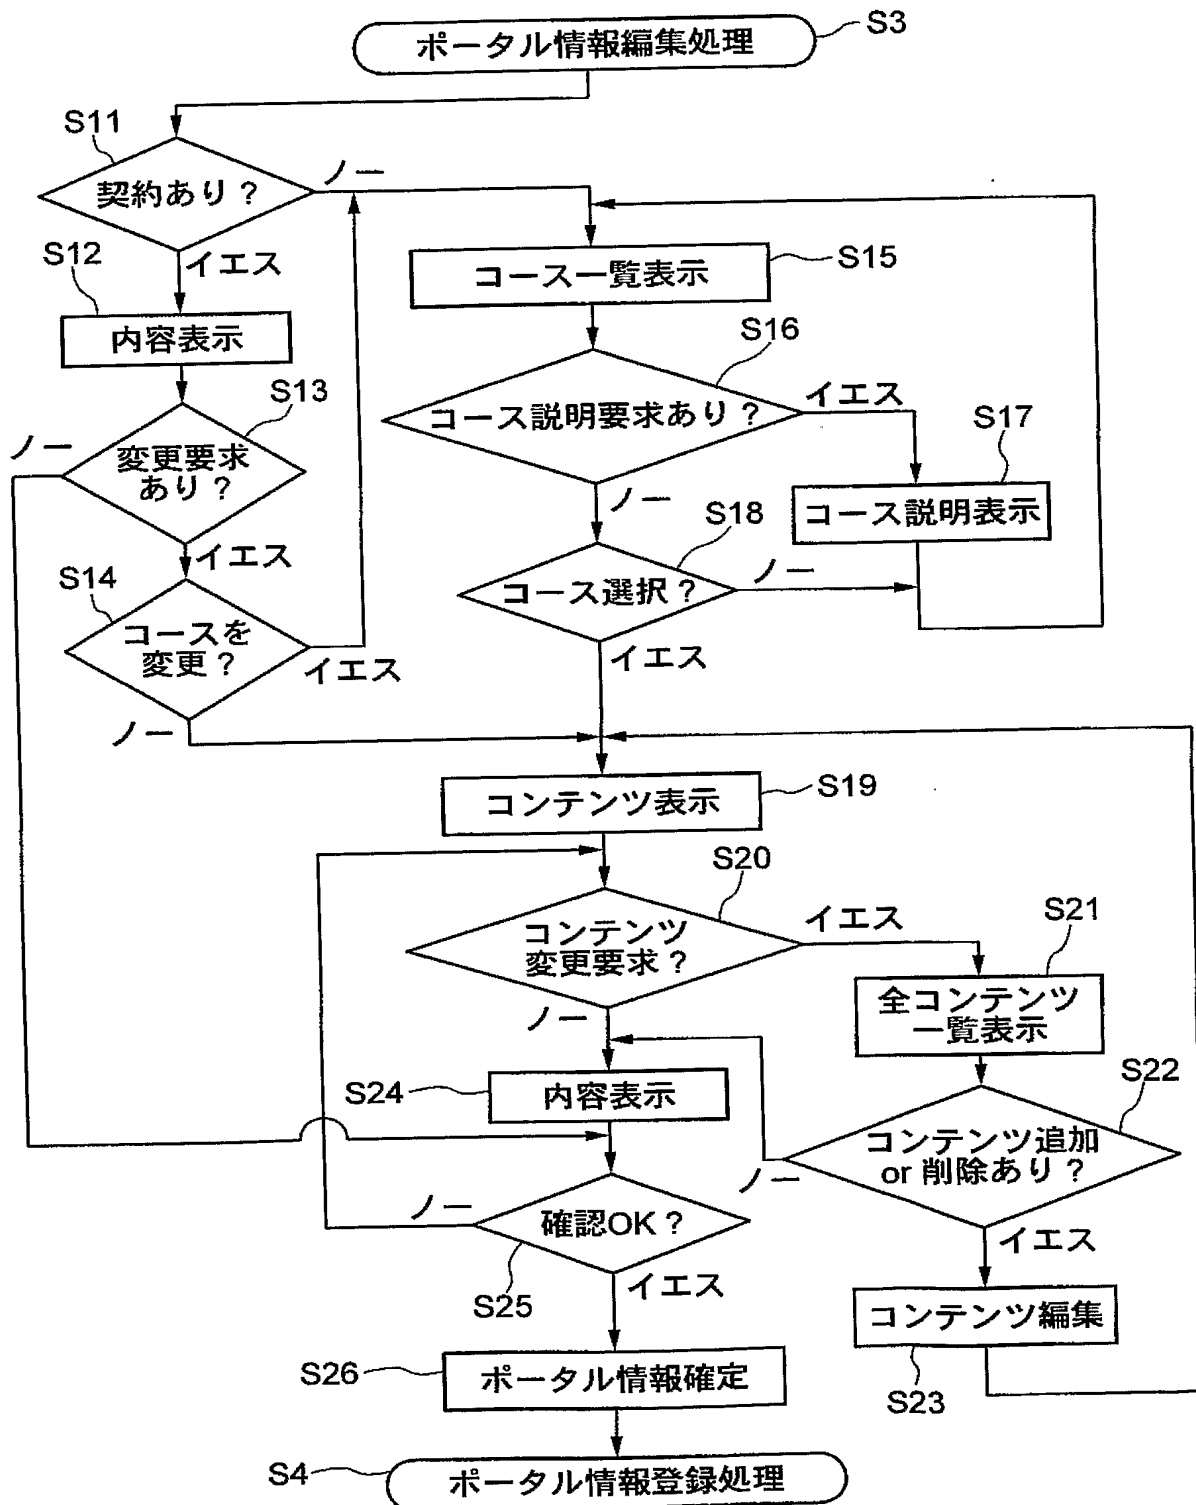 ポータル情報編集処理
S3
S11
契約あり?
ノー
イエス
S12
内容表示
S13
ノー
変更要求
あり?
イエス
S14
コースを
変更?
イエス
ノー
コース一覧表示
S15
S16
コース説明要求あり?
イエス
S17
コース説明表示
ノー
S18
コース選択?
ノー
イエス
コンテンツ表示
S19
S20
コンテンツ
変更要求?
イエス
S21
全コンテンツ
一覧表示
ノー
S24
内容表示
S22
コンテンツ追加
or 削除あり?
ノー
イエス
ノー
確認OK?
S25
イエス
コンテンツ編集
S23
S26
ポータル情報確定
S4
ポータル情報登録処理